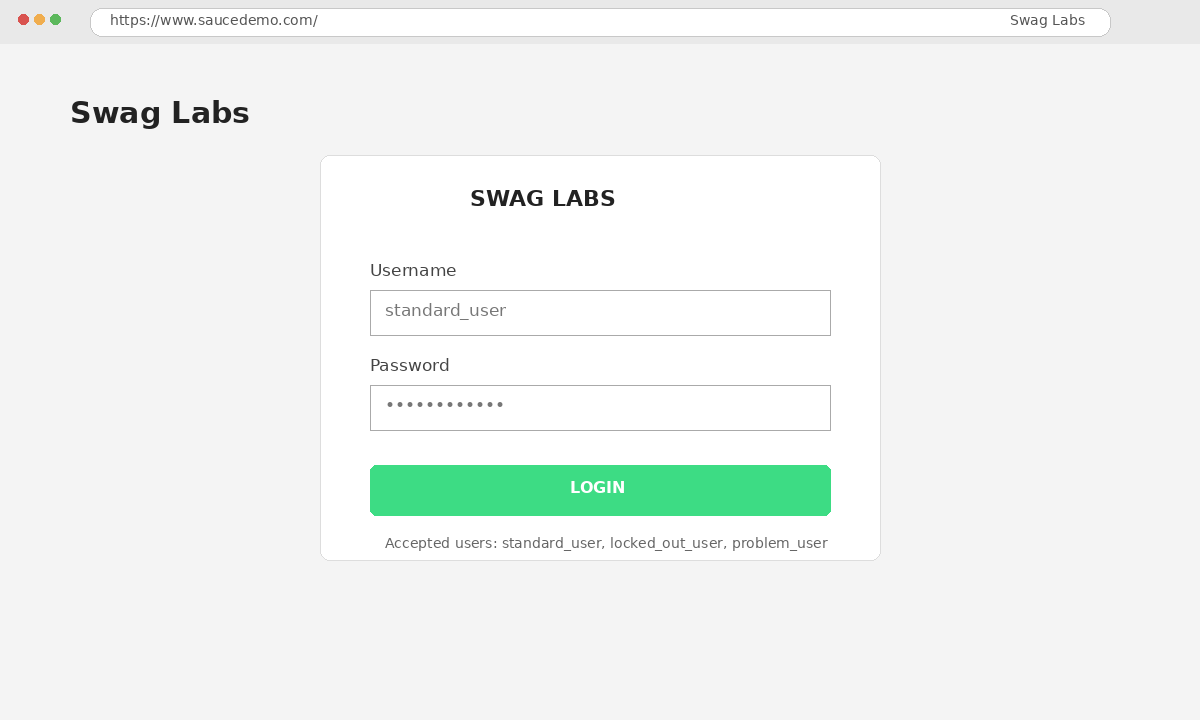 https://www.saucedemo.com/ Swag Labs
Swag Labs
SWAG LABS
Username
standard_user
Password
••••••••••••
LOGIN
Accepted users: standard_user, locked_out_user, problem_user